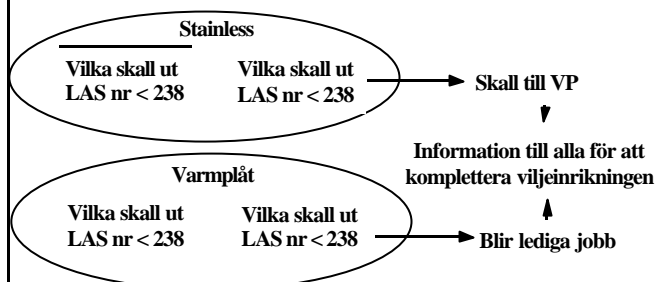 Stainless
Vilka skall ut
LAS nr < 238
Vilka skall ut
LAS nr < 238
Skall till VP
Information till alla för att
komplettera viljeinrikningen
Varmplåt
Vilka skall ut
LAS nr < 238
Vilka skall ut
LAS nr < 238
Blir lediga jobb